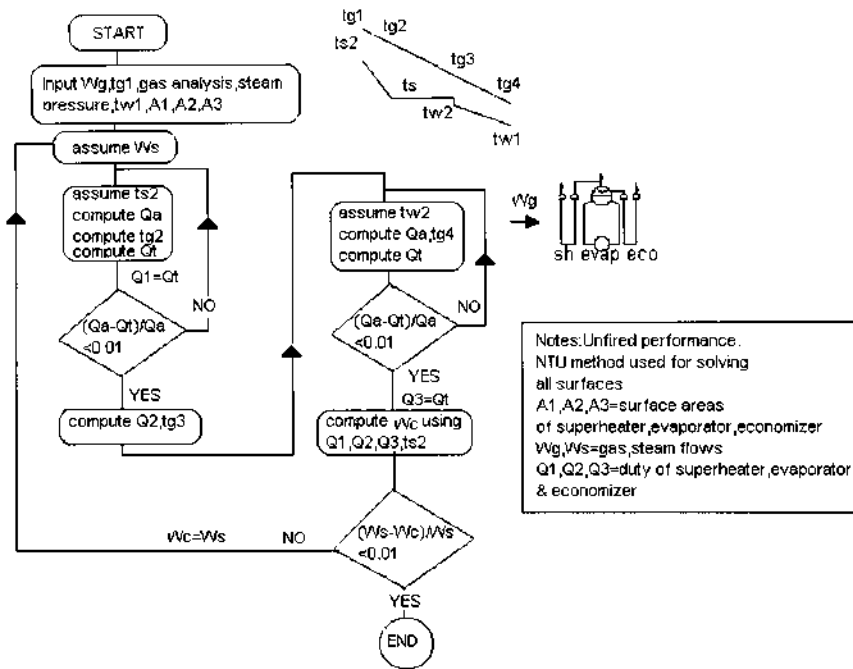 START
Input Wg,tg1,gas analysis,steam
pressure,tw1,A1,A2,A3
assume Ws
assume ts2
compute Qa
compute tg2
compute Qt
Q1=Qt
NO
(Qa-Qt)/Qa
<0.01
YES
compute Q2,tg3
assume tw2
compute Qa,tg4
compute Qt
(Qa-Qt)/Qa
<0.01
NO
YES
Q3=Qt
compute Wc using
Q1,Q2,Q3,ts2
(Ws-Wc)/Ws
<0.01
NO
Wc=Ws
YES
END
tg1
tg2
ts2
tg3
ts
tg4
tw2
tw1
Wg
sh evap eco
Notes:Unfired performance.
NTU method used for solving
all surfaces
A1,A2,A3=surface areas
of superheater,evaporator,economizer
Wg,Ws=gas,steam flows
Q1,Q2,Q3=duty of superheater,evaporator
& economizer